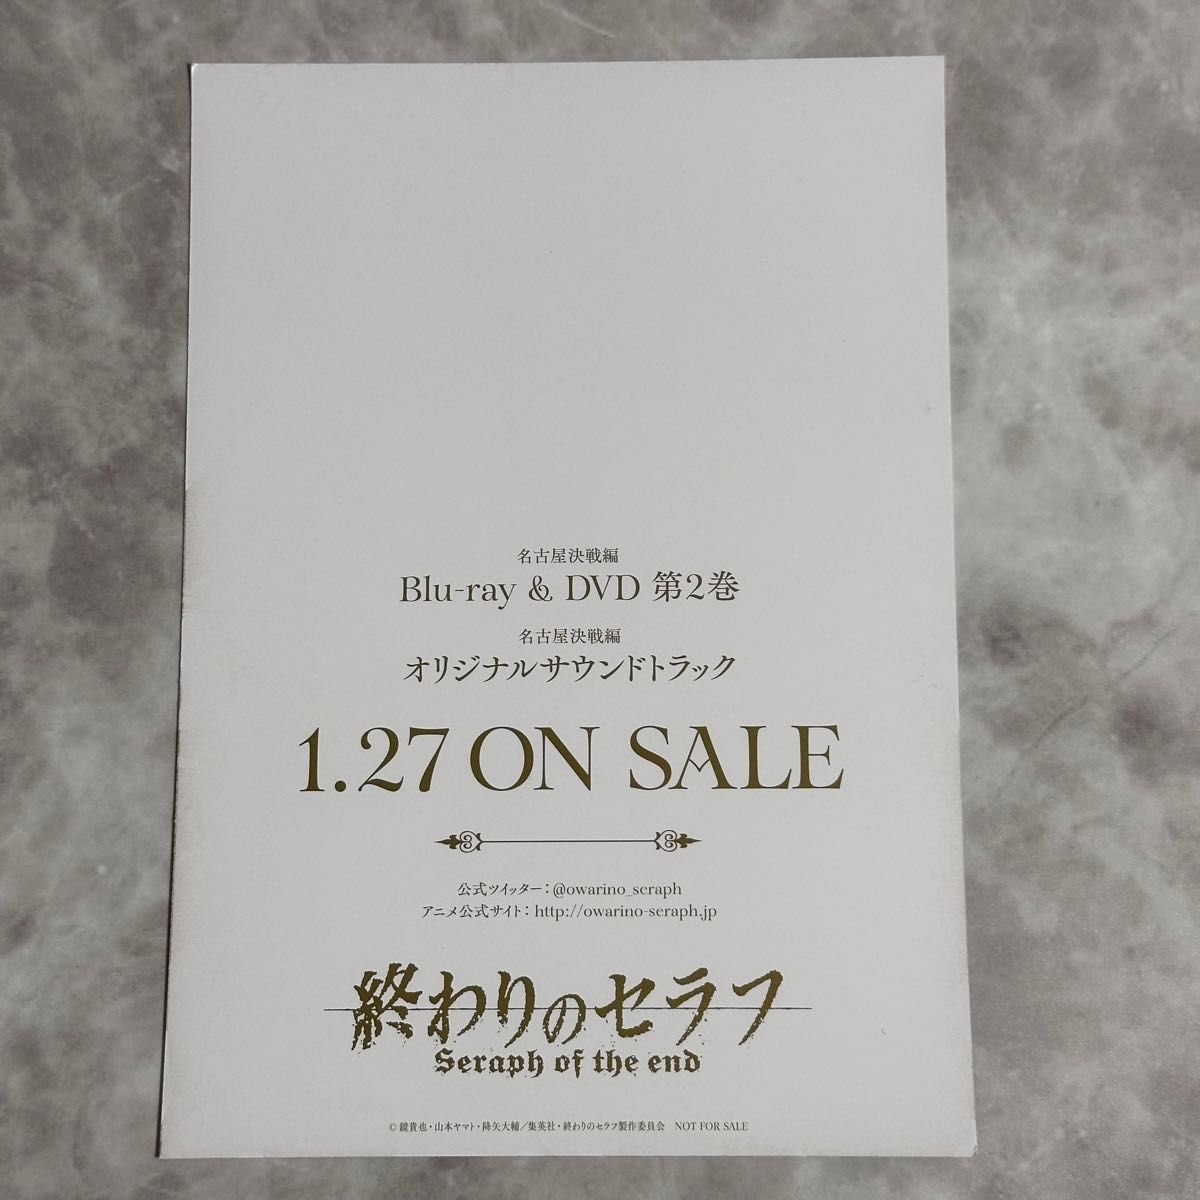 名古屋決戦編
Blu-ray & DVD 第2巻
名古屋決戦編
オリジナルサウンドトラック
1.27 ON SALE
公式ツイッター：@owarino_seraph
アニメ公式サイト：http://owarino-seraph.jp
終わりのセラフ
Seraph of the end
© 鏡貴也・山本ヤマト・降矢大輔／集英社・終わりのセラフ製作委員会 NOT FOR SALE